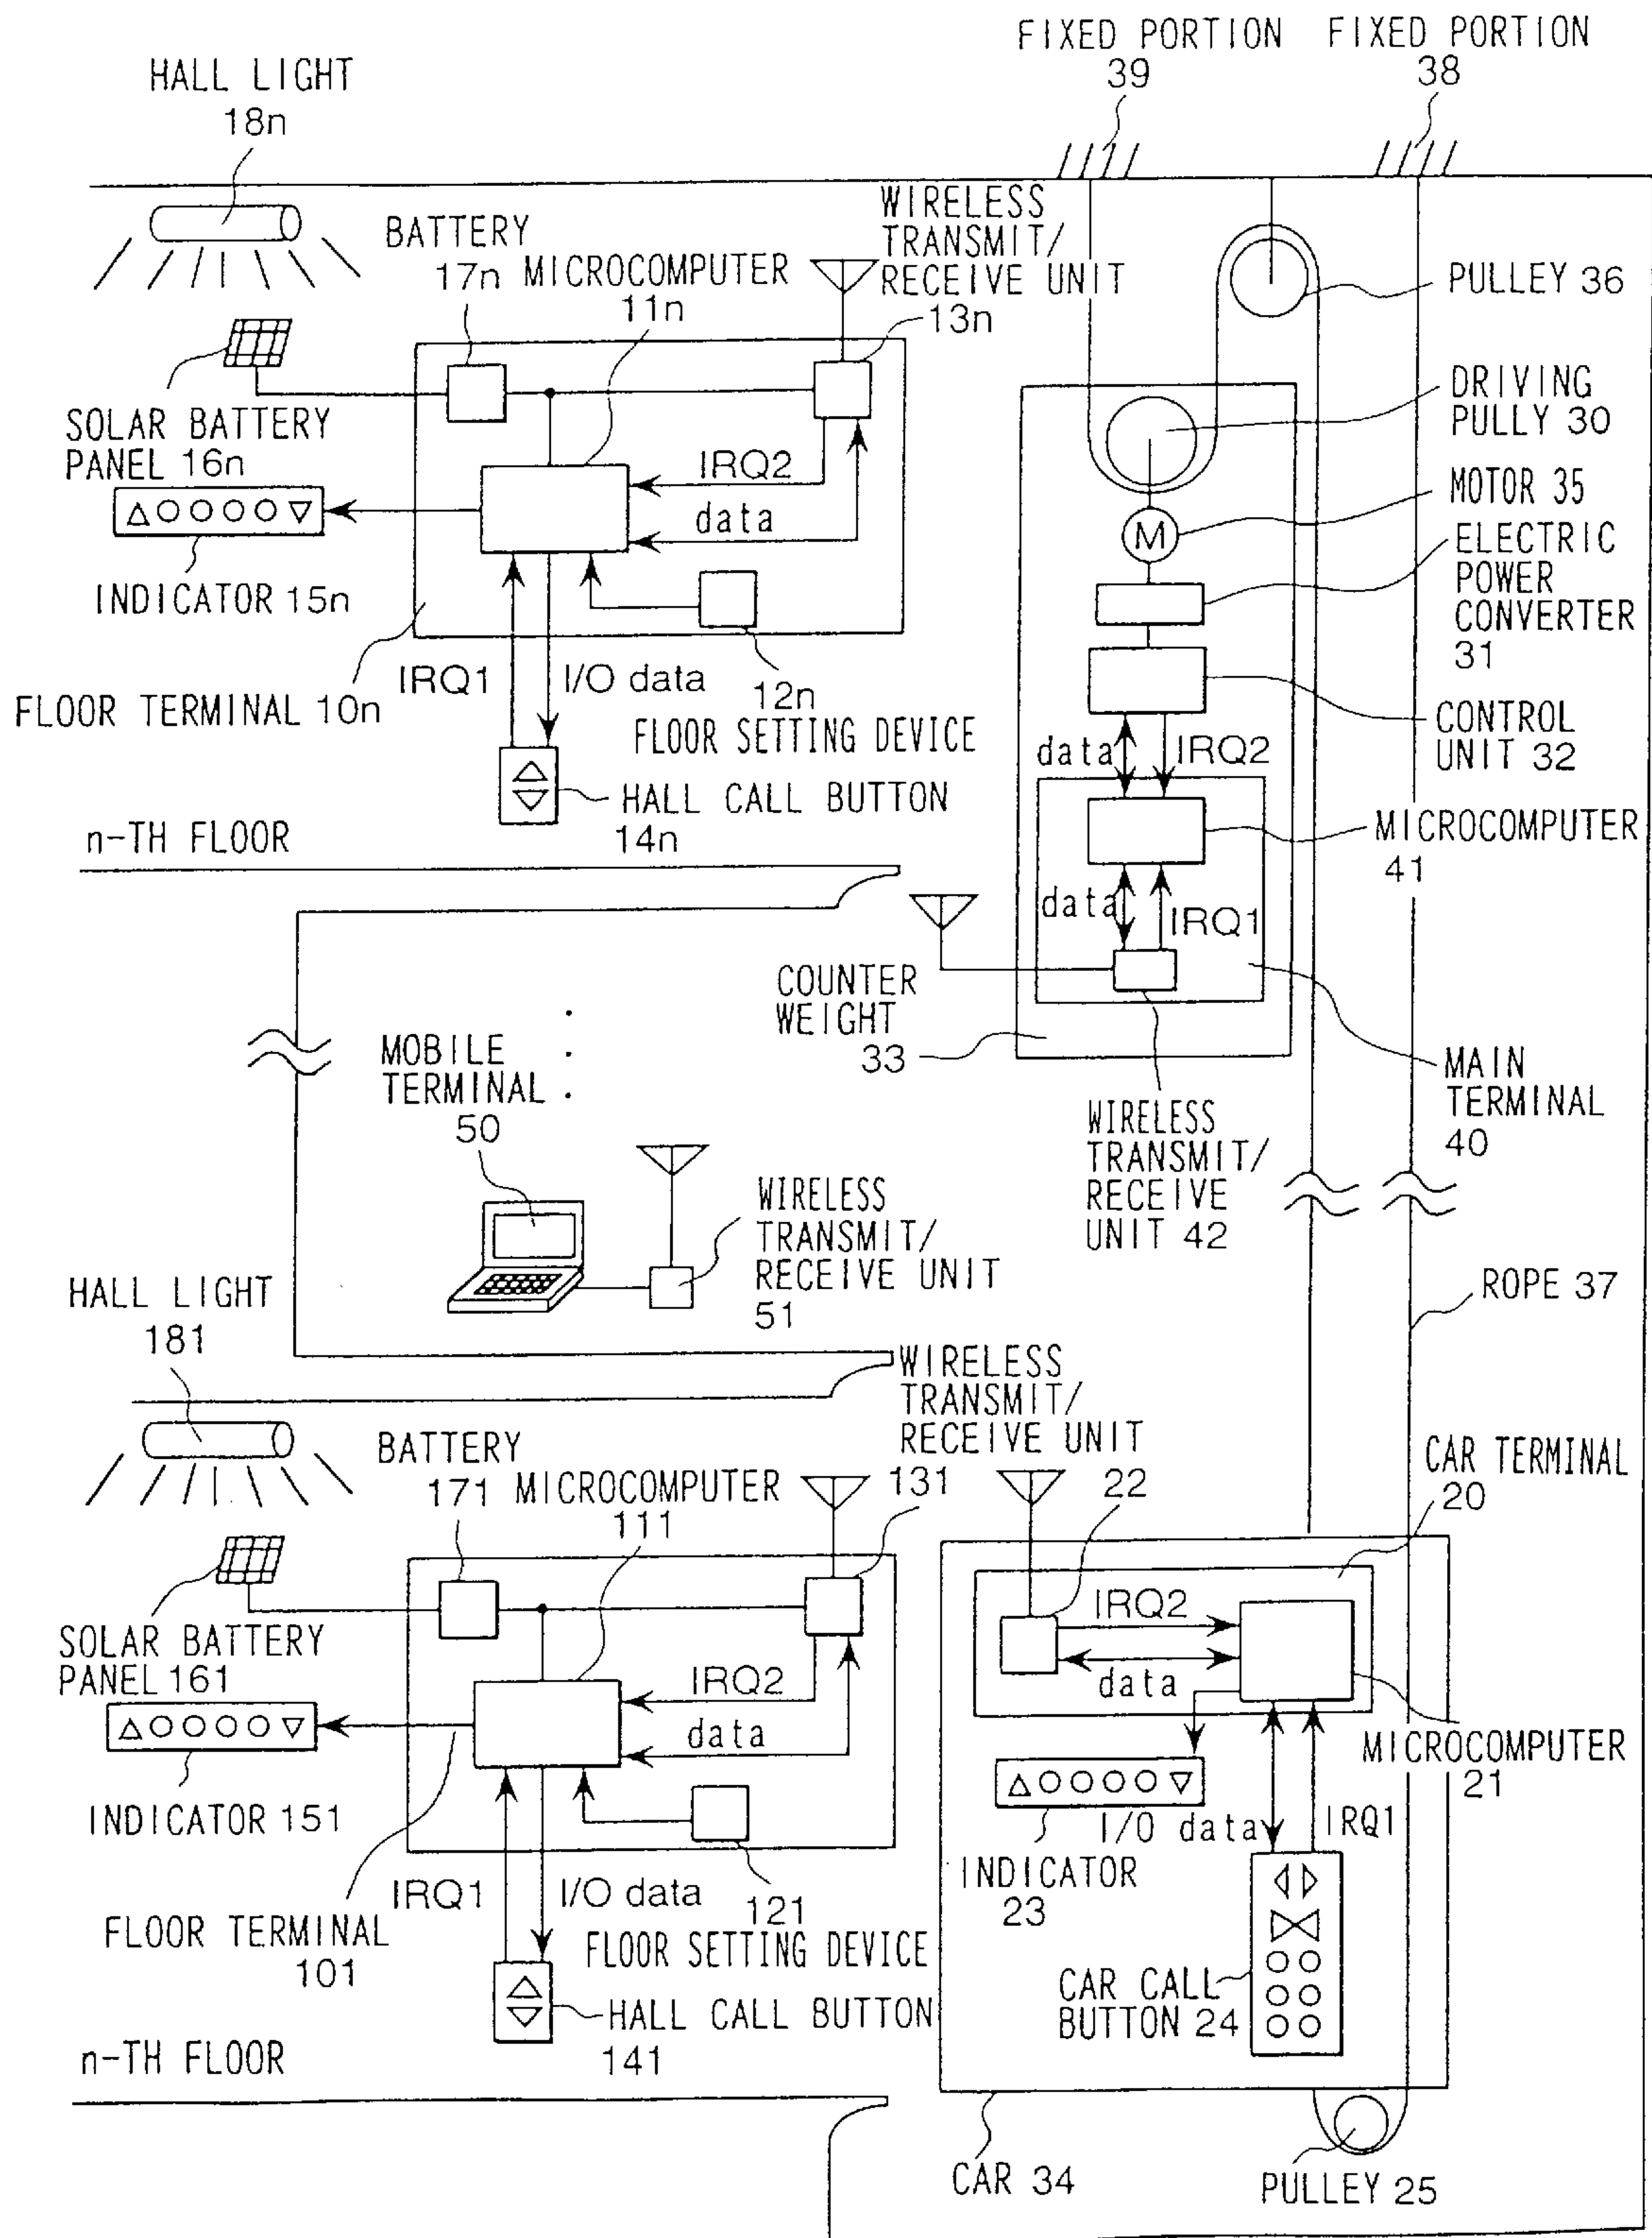 FIXED PORTION
39
FIXED PORTION
38
HALL LIGHT
18n
BATTERY
17n
MICROCOMPUTER
11n
WIRELESS
TRANSMIT/
RECEIVE UNIT
13n
PULLEY 36
SOLAR BATTERY
PANEL 16n
IRQ2
data
DRIVING
PULLY 30
MOTOR 35
M
ELECTRIC
POWER
CONVERTER
31
INDICATOR 15n
FLOOR TERMINAL 10n
IRQ1
I/O data
12n
FLOOR SETTING DEVICE
CONTROL
UNIT 32
data
IRQ2
HALL CALL BUTTON
14n
n-TH FLOOR
MICROCOMPUTER
41
data
IRQ1
COUNTER
WEIGHT
33
MOBILE
TERMINAL
50
MAIN
TERMINAL
40
WIRELESS
TRANSMIT/
RECEIVE
UNIT 42
WIRELESS
TRANSMIT/
RECEIVE UNIT
51
ROPE 37
HALL LIGHT
181
WIRELESS
TRANSMIT/
RECEIVE UNIT
131
BATTERY
171
MICROCOMPUTER
111
22
CAR TERMINAL
20
SOLAR BATTERY
PANEL 161
IRQ2
data
IRQ2
data
MICROCOMPUTER
21
INDICATOR 151
I/O data
IRQ1
INDICATOR
23
FLOOR TERMINAL
101
IRQ1
I/O data
121
FLOOR SETTING DEVICE
HALL CALL BUTTON
141
CAR CALL
BUTTON 24
n-TH FLOOR
CAR 34
PULLEY 25